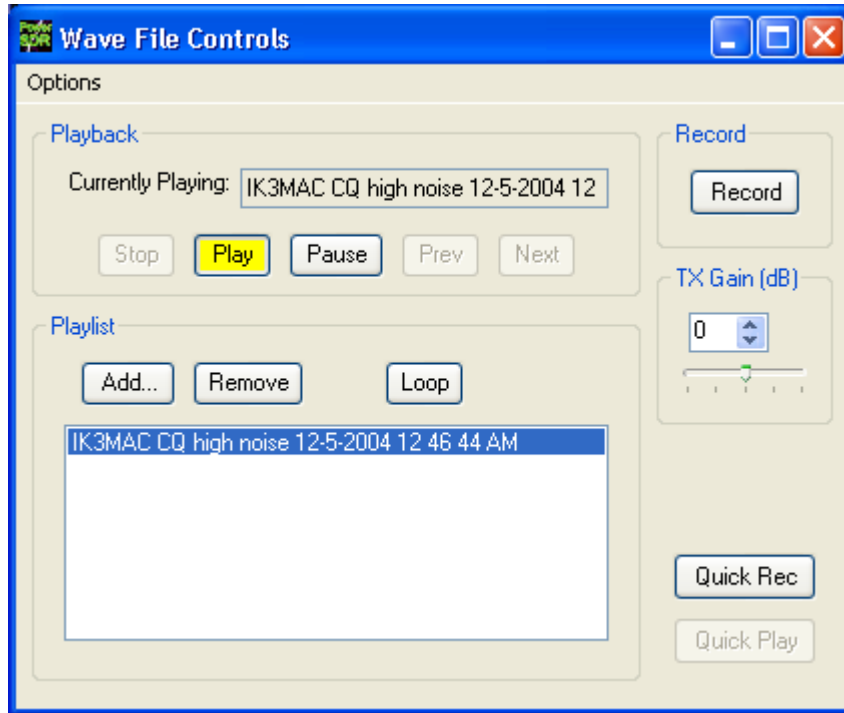 Power SDR Wave File Controls
Options
Playback
Currently Playing: IK3MAC CQ high noise 12-5-2004 12
Stop Play Pause Prev Next
Record
Record
TX Gain (dB)
0
Playlist
Add... Remove Loop
IK3MAC CQ high noise 12-5-2004 12 46 44 AM
Quick Rec
Quick Play